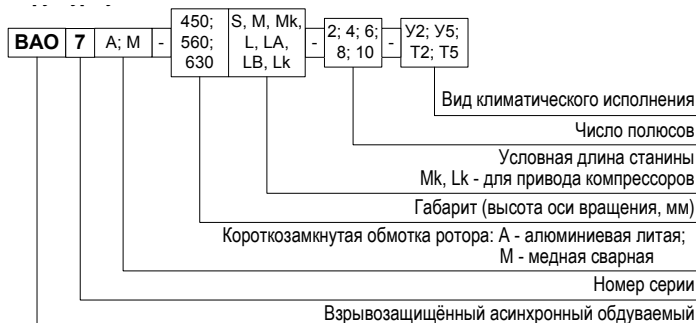 450;
560;
630
S, M, Mk,
L, LA,
LB, Lk
2; 4; 6;
8; 10
У2; У5;
Т2; Т5
ВАО 7 А; М - - -
Вид климатического исполнения
Число полюсов
Условная длина станины
Mk, Lk - для привода компрессоров
Габарит (высота оси вращения, мм)
Короткозамкнутая обмотка ротора: А - алюминиевая литая;
М - медная сварная
Номер серии
Взрывозащищённый асинхронный обдуваемый